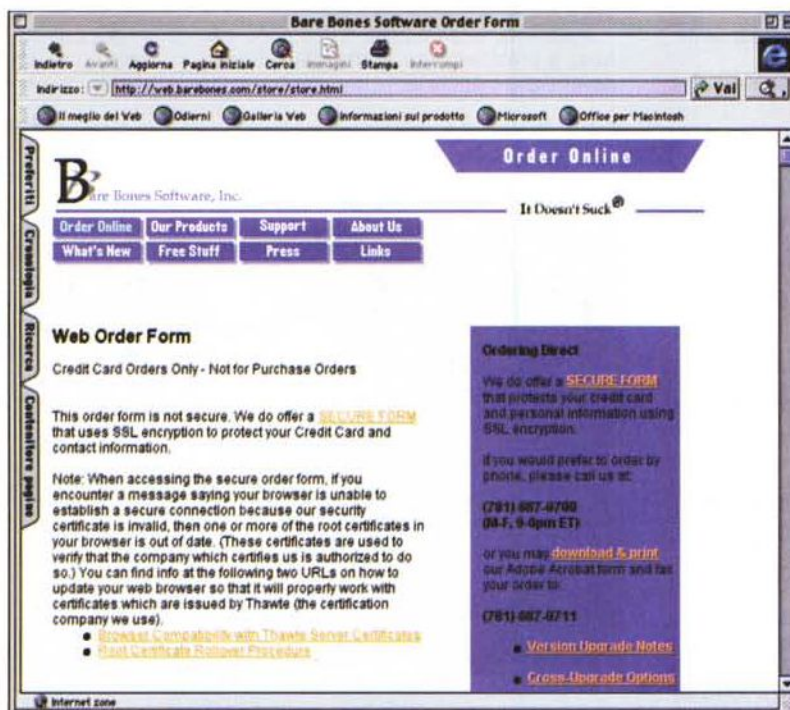 Bare Bones Software Order Form
Indietro Avanti Aggiorna Pagina iniziale Cerca Immagini Stampa Interrompi
Indirizzo: http://web.barebones.com/store/store.html Vai
Il meglio del Web Odierni Galleria Web Informazioni sul prodotto Microsoft Office per Macintosh
Preferiti
Cronologia
Ricerca
Contenitore pagine
Order Online
Bare Bones Software, Inc.
It Doesn't Suck®
Order Online Our Products Support About Us
What's New Free Stuff Press Links
Web Order Form
Credit Card Orders Only - Not for Purchase Orders
This order form is not secure. We do offer a SECURE FORM
that uses SSL encryption to protect your Credit Card and
contact information.
Note: When accessing the secure order form, if you
encounter a message saying your browser is unable to
establish a secure connection because our security
certificate is invalid, then one or more of the root certificates in
your browser is out of date. (These certificates are used to
verify that the company which certifies us is authorized to do
so.) You can find info at the following two URLs on how to
update your web browser so that it will properly work with
certificates which are issued by Thawte (the certification
company we use).
Browser Compatibility with Thawte Server Certificates
Root Certificate Rollover Procedure
Ordering Direct
We do offer a SECURE FORM
that protects your credit card
and personal information using
SSL encryption.
If you would prefer to order by
phone, please call us at:
(781) 687-0700
(M-F, 9-6pm ET)
or you may download & print
our Adobe Acrobat form and fax
your order to:
(781) 687-0711
Version Upgrade Notes
Cross-Upgrade Options
Internet zone